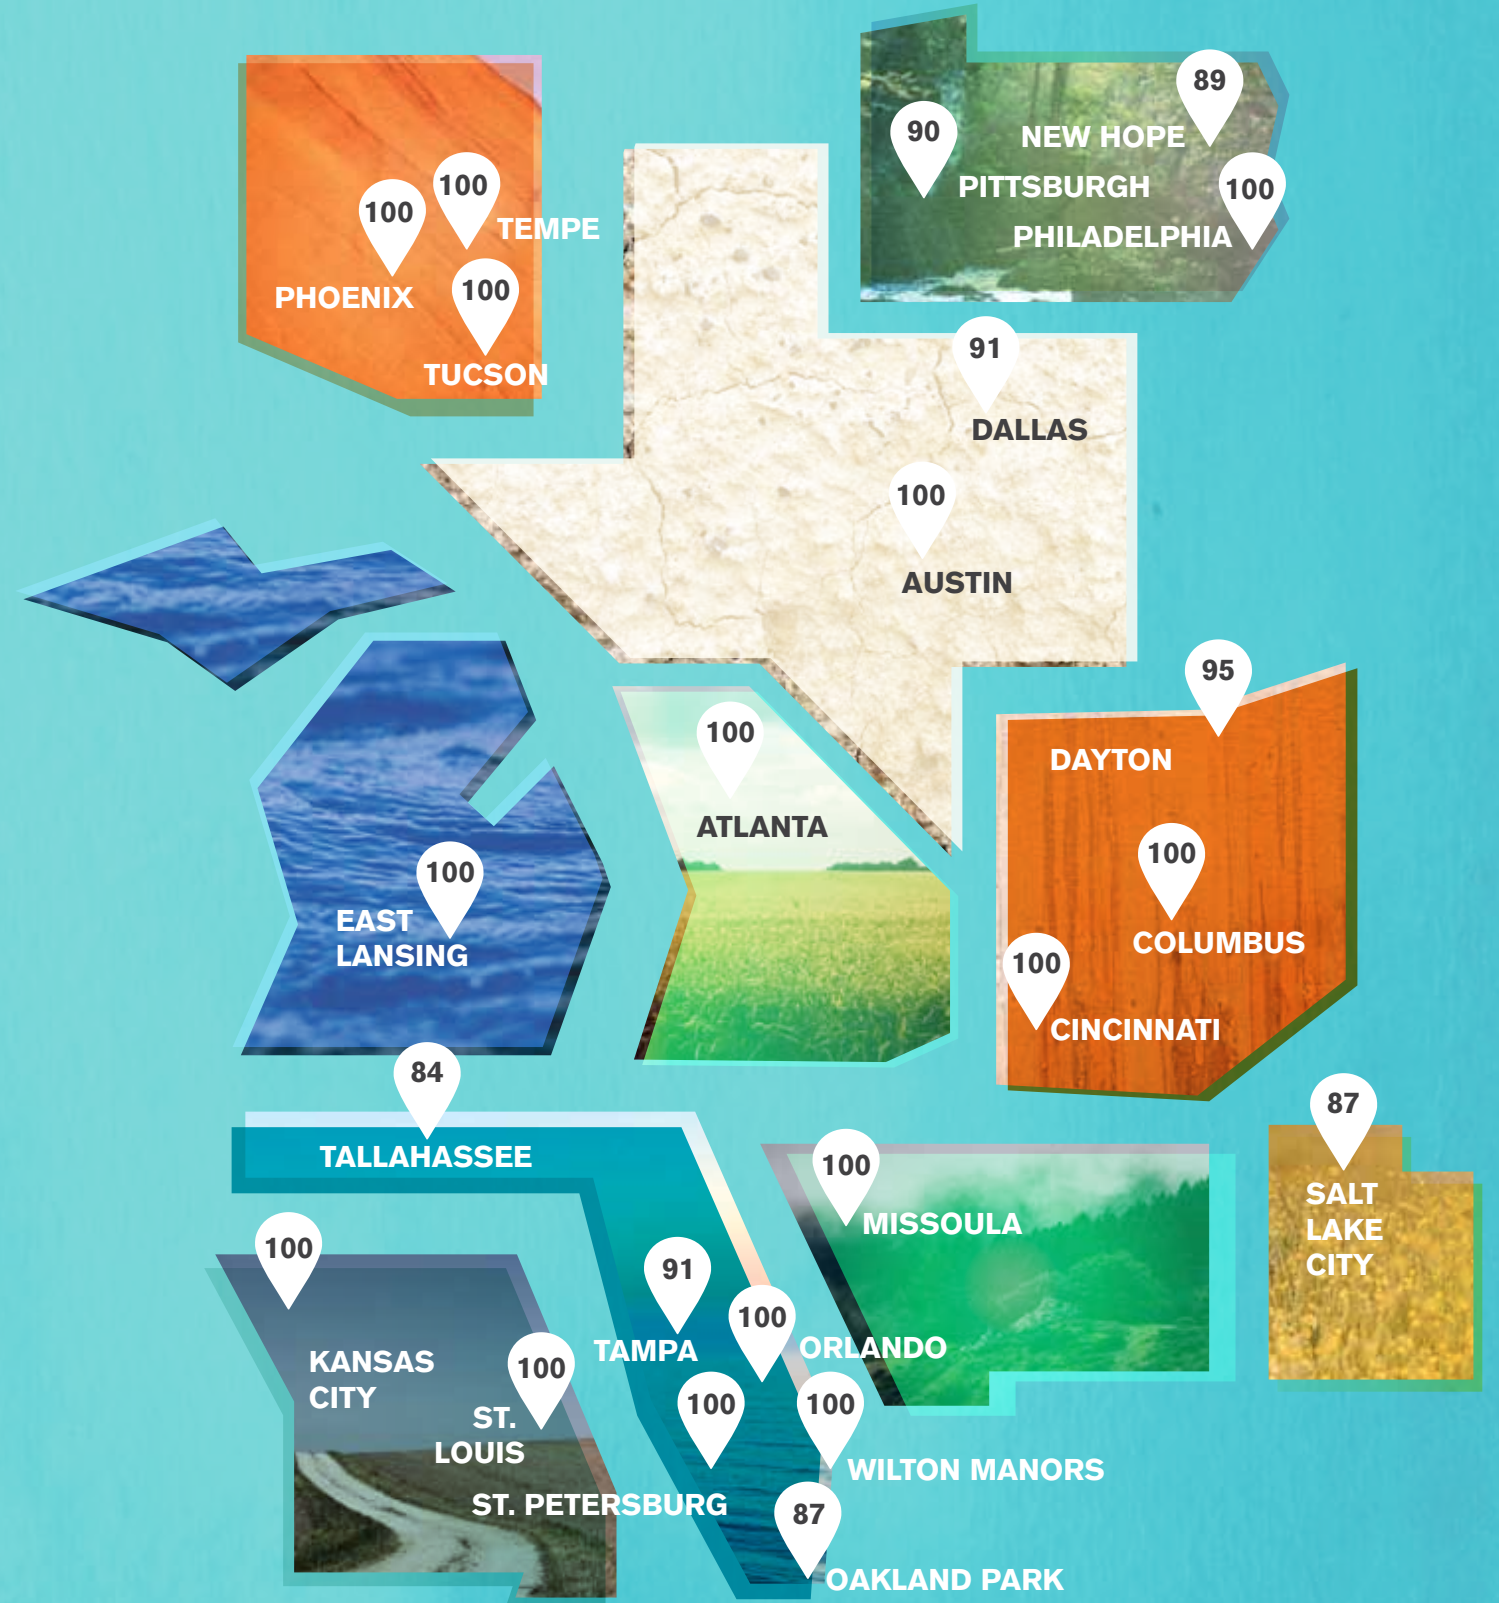 89
90
NEW HOPE
PITTSBURGH
100
PHILADELPHIA
100
TEMPE
100
PHOENIX
100
TUCSON
91
DALLAS
100
AUSTIN
95
DAYTON
100
ATLANTA
100
COLUMBUS
100
EAST
LANSING
100
CINCINNATI
84
TALLAHASSEE
87
SALT
LAKE
CITY
100
MISSOULA
100
KANSAS
CITY
91
TAMPA
100
ORLANDO
100
ST.
LOUIS
100
ST. PETERSBURG
100
WILTON MANORS
87
OAKLAND PARK